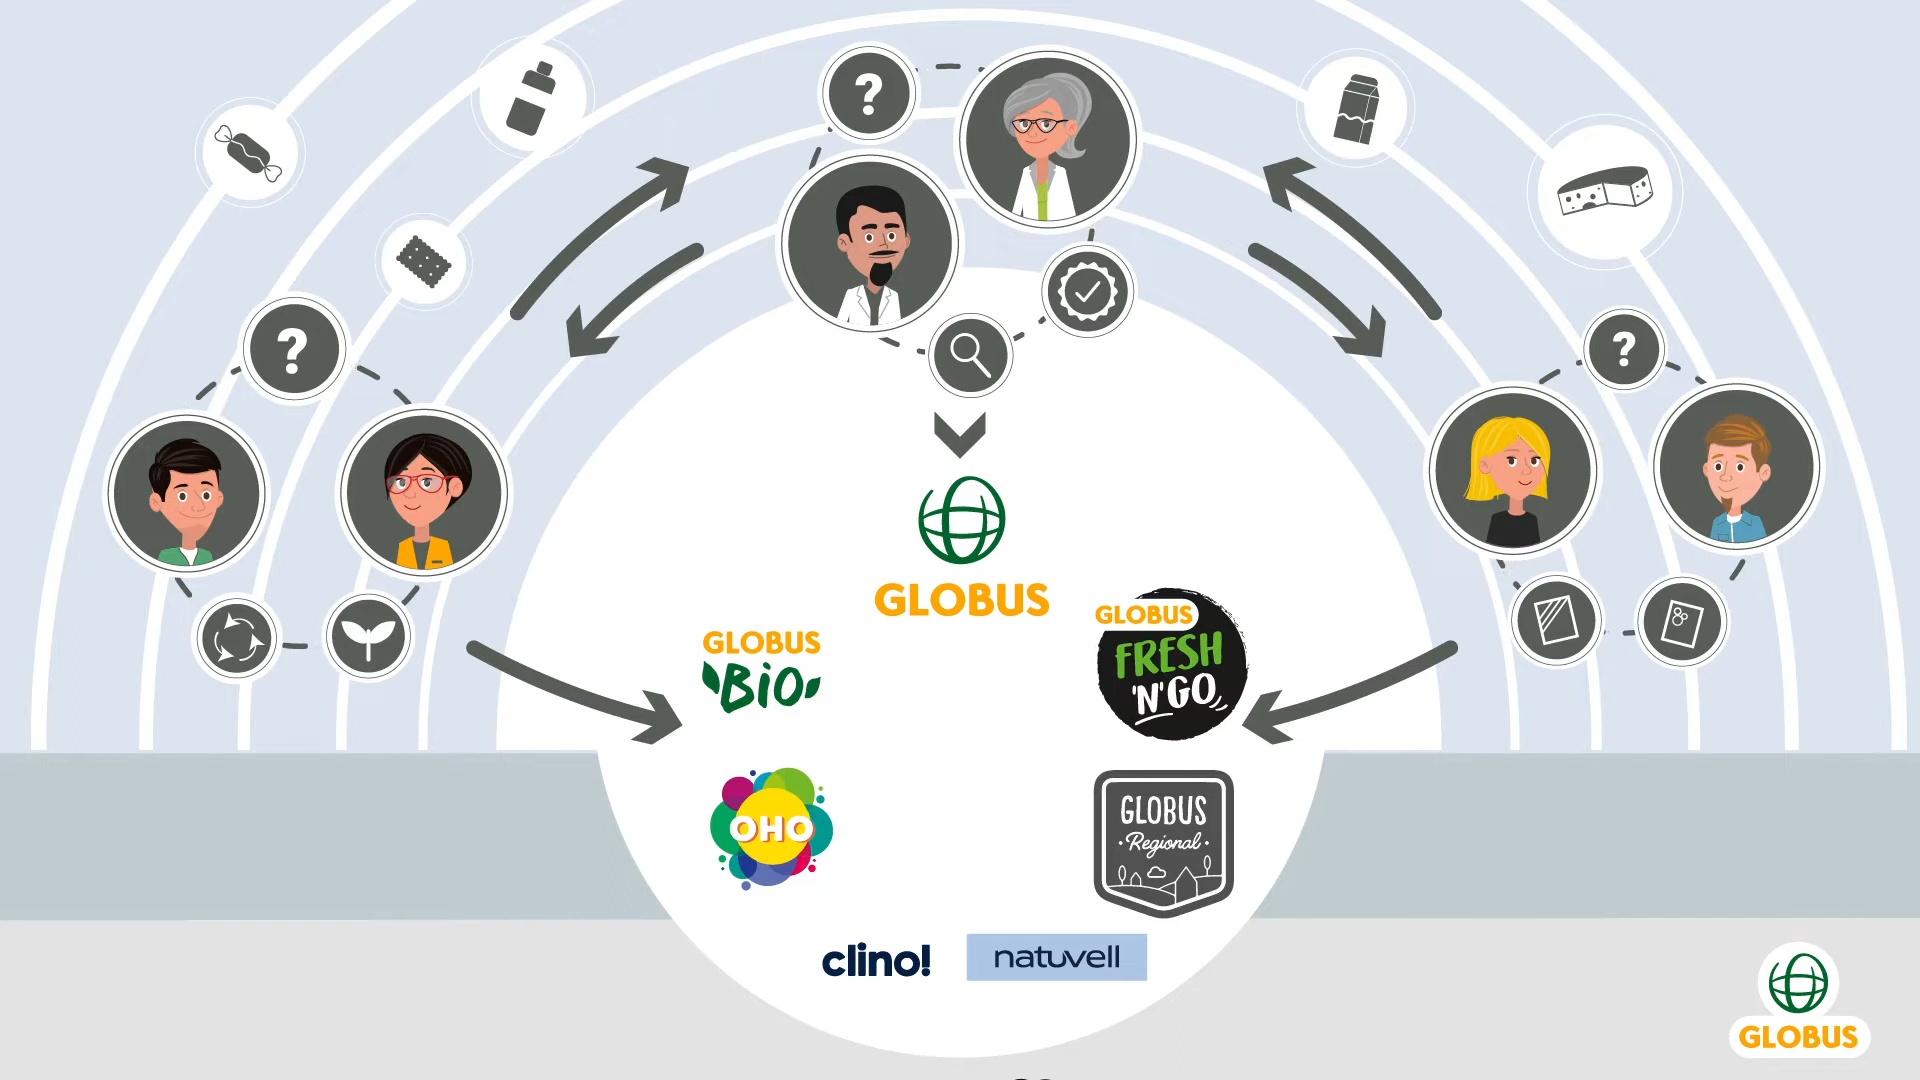 ?
?
?
GLOBUS
GLOBUS
Bio
GLOBUS
FRESH
'N' GO
OHO
GLOBUS
Regional
clino!
natuvell
GLOBUS